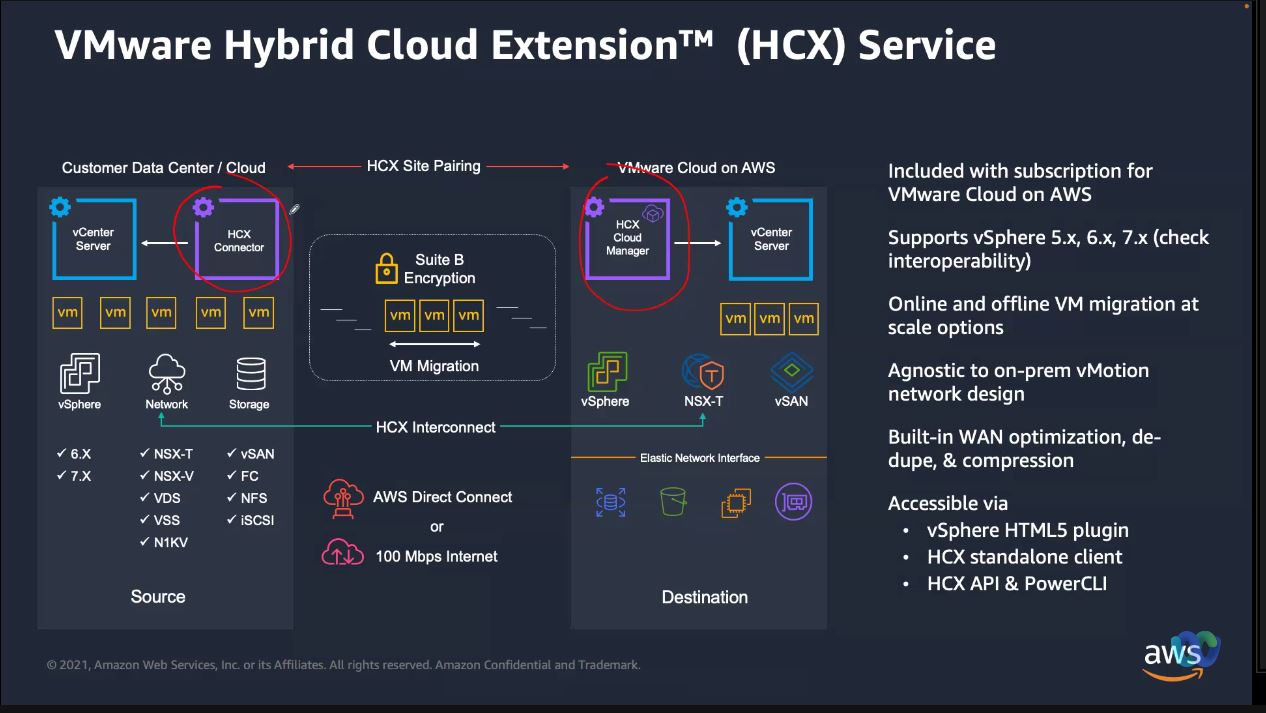 VMware Hybrid Cloud Extension™ (HCX) Service
Customer Data Center / Cloud
HCX Site Pairing
VMware Cloud on AWS
vCenter
Server
HCX
Connector
Suite B
Encryption
HCX
Cloud
Manager
vCenter
Server
vm
vm
vm
vm
vm
vm
vm
vm
VM Migration
vm
vm
vm
vSphere
Network
Storage
vSphere
NSX-T
vSAN
HCX Interconnect
✓ 6.X
✓ 7.X
✓ NSX-T
✓ NSX-V
✓ VDS
✓ VSS
✓ N1KV
✓ vSAN
✓ FC
✓ NFS
✓ iSCSI
AWS Direct Connect
or
100 Mbps Internet
Elastic Network Interface
Source
Destination
Included with subscription for
VMware Cloud on AWS
Supports vSphere 5.x, 6.x, 7.x (check
interoperability)
Online and offline VM migration at
scale options
Agnostic to on-prem vMotion
network design
Built-in WAN optimization, de-
dupe, & compression
Accessible via
• vSphere HTML5 plugin
• HCX standalone client
• HCX API & PowerCLI
© 2021, Amazon Web Services, Inc. or its Affiliates. All rights reserved. Amazon Confidential and Trademark.
aws